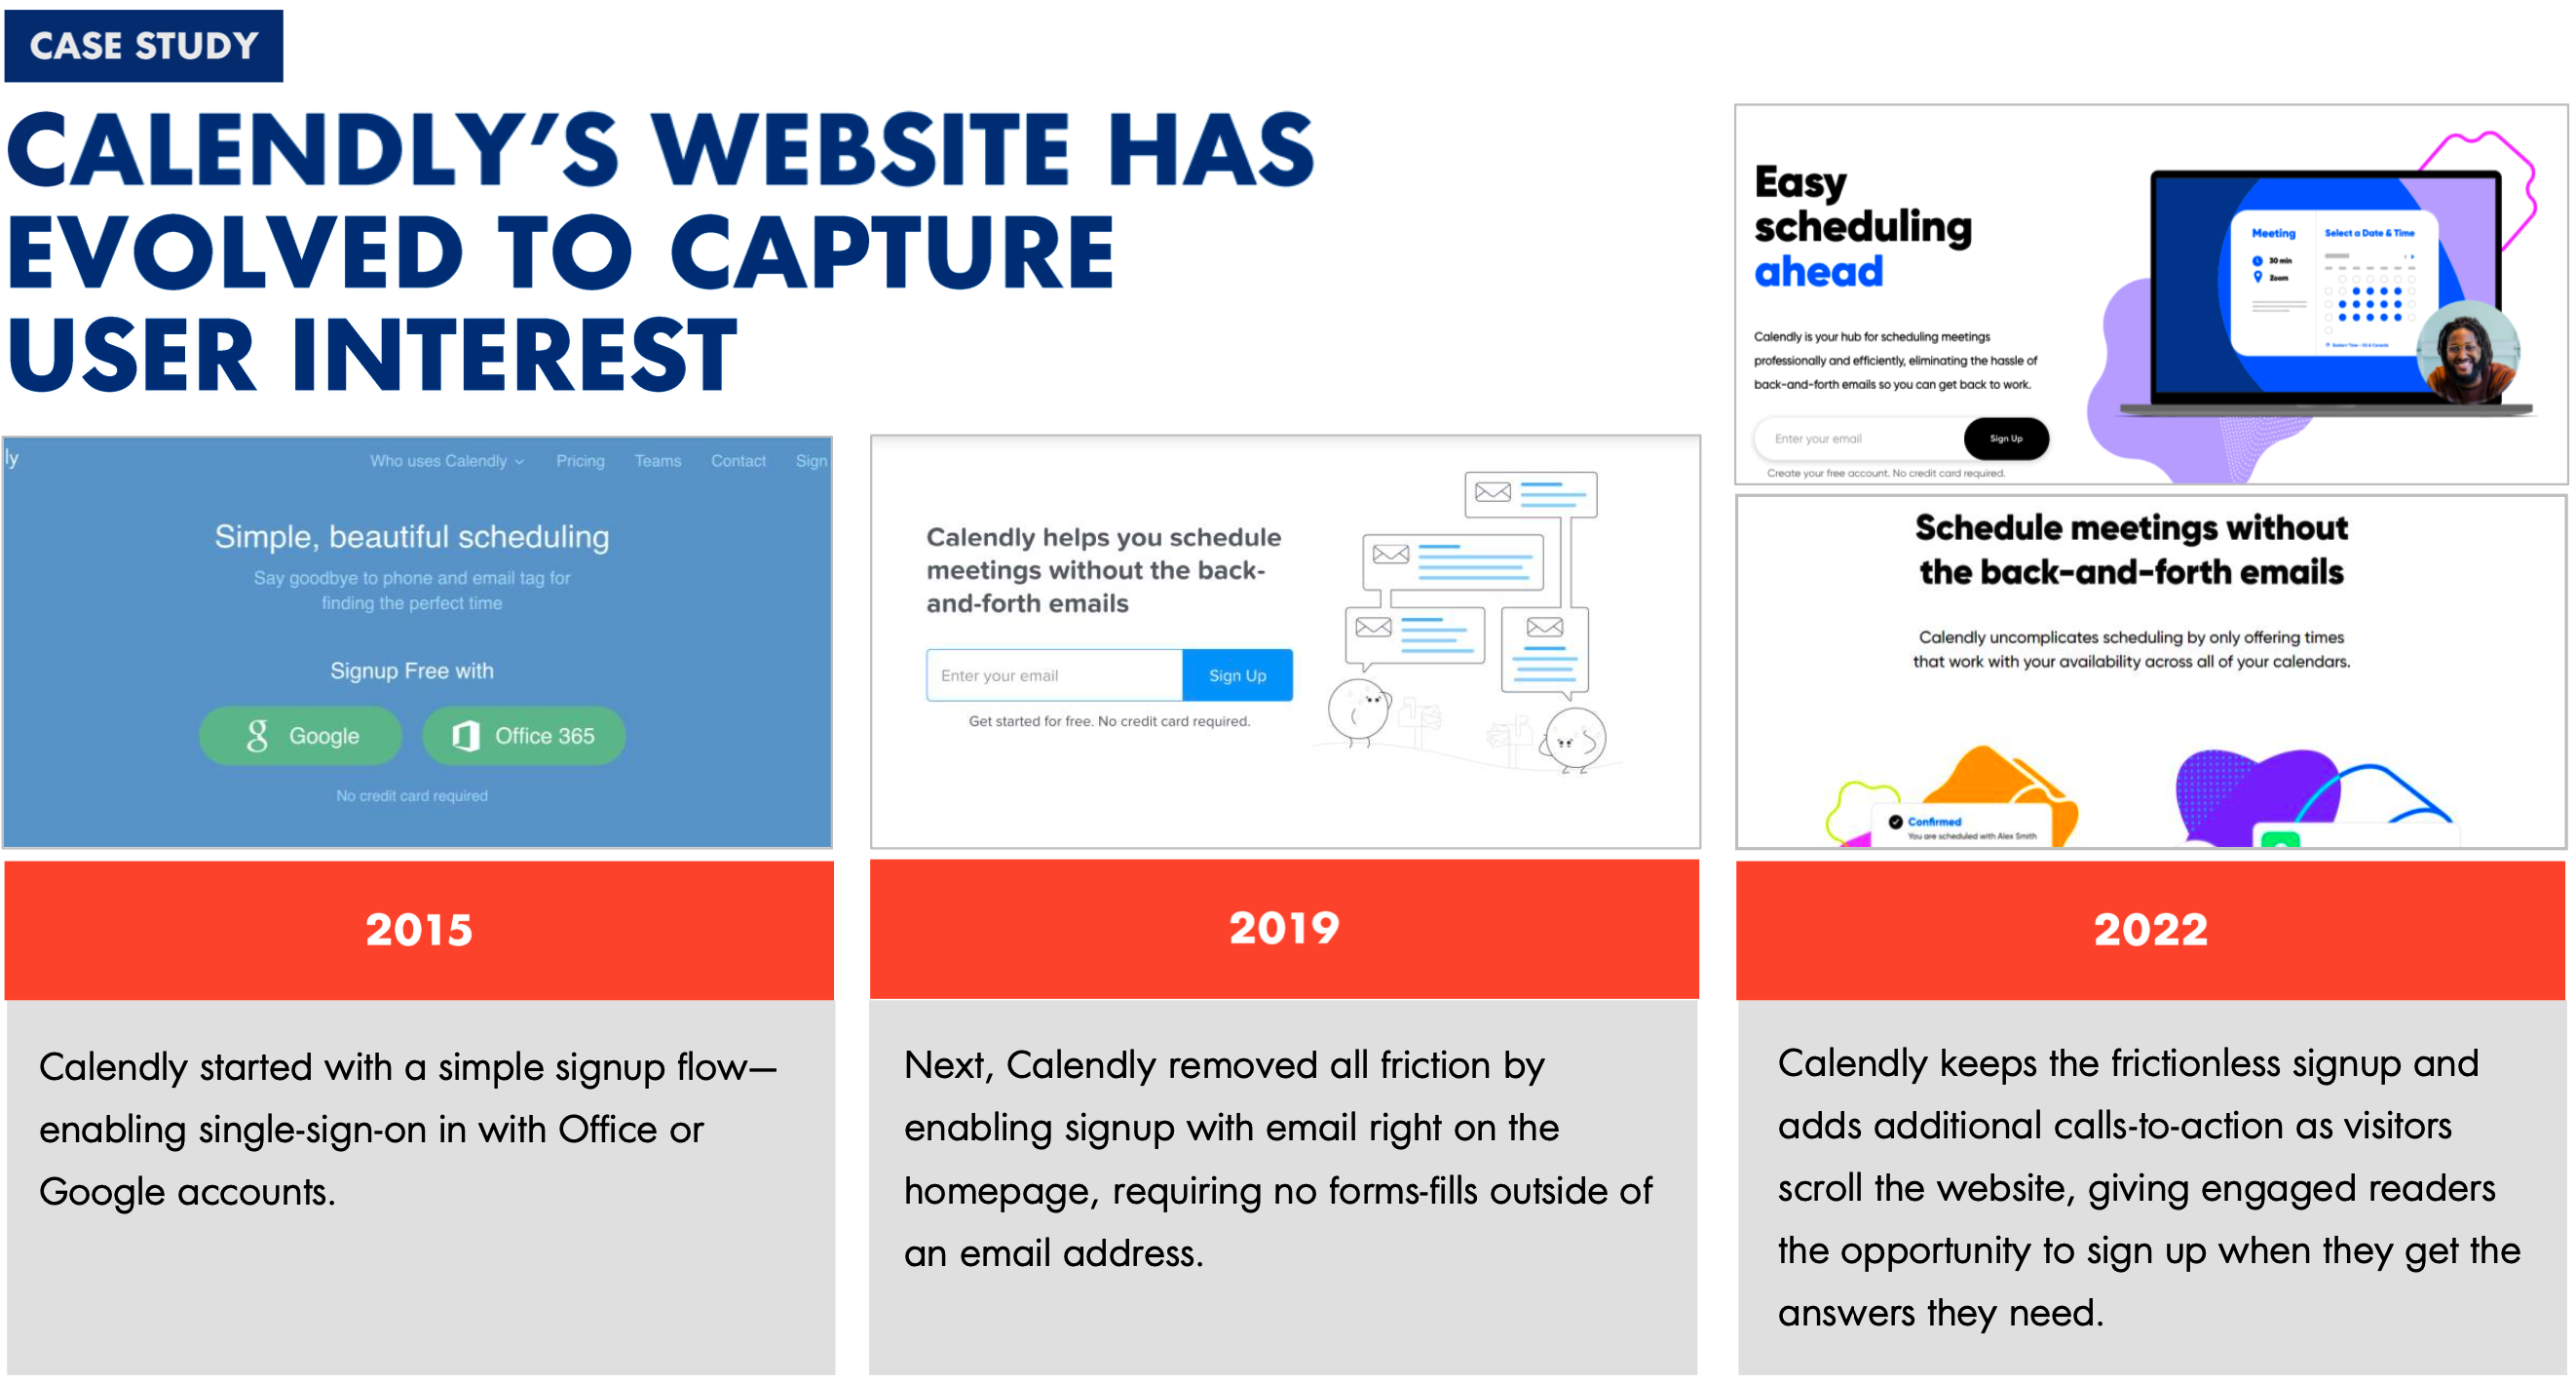 CASE STUDY
CALENDLY’S WEBSITE HAS
EVOLVED TO CAPTURE
USER INTEREST
ly
Who uses Calendly
Pricing
Teams
Contact
Sign
Simple, beautiful scheduling
Say goodbye to phone and email tag for
finding the perfect time
Signup Free with
Google
Office 365
No credit card required
2015
Calendly started with a simple signup flow—
enabling single-sign-on in with Office or
Google accounts.
Calendly helps you schedule
meetings without the back-
and-forth emails
Enter your email
Sign Up
Get started for free. No credit card required.
2019
Next, Calendly removed all friction by
enabling signup with email right on the
homepage, requiring no forms-fills outside of
an email address.
Easy
scheduling
ahead
Calendly is your hub for scheduling meetings
professionally and efficiently, eliminating the hassle of
back-and-forth emails so you can get back to work.
Enter your email
Sign Up
Create your free account. No credit card required.
Meeting
30 min
Zoom
Select a Date & Time
Eastern Time - US & Canada
Schedule meetings without
the back-and-forth emails
Calendly uncomplicates scheduling by only offering times
that work with your availability across all of your calendars.
Confirmed
You are scheduled with Alex Smith
2022
Calendly keeps the frictionless signup and
adds additional calls-to-action as visitors
scroll the website, giving engaged readers
the opportunity to sign up when they get the
answers they need.